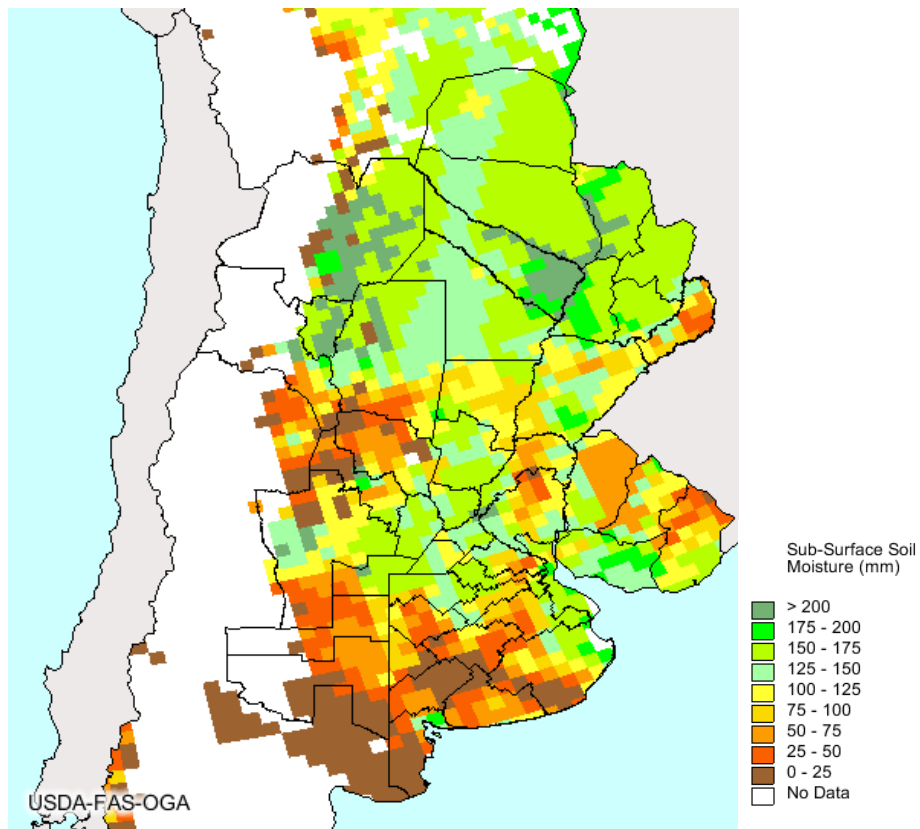 Sub-Surface Soil
Moisture (mm)
> 200
175 - 200
150 - 175
125 - 150
100 - 125
75 - 100
50 - 75
25 - 50
0 - 25
No Data
USDA-FAS-OGA